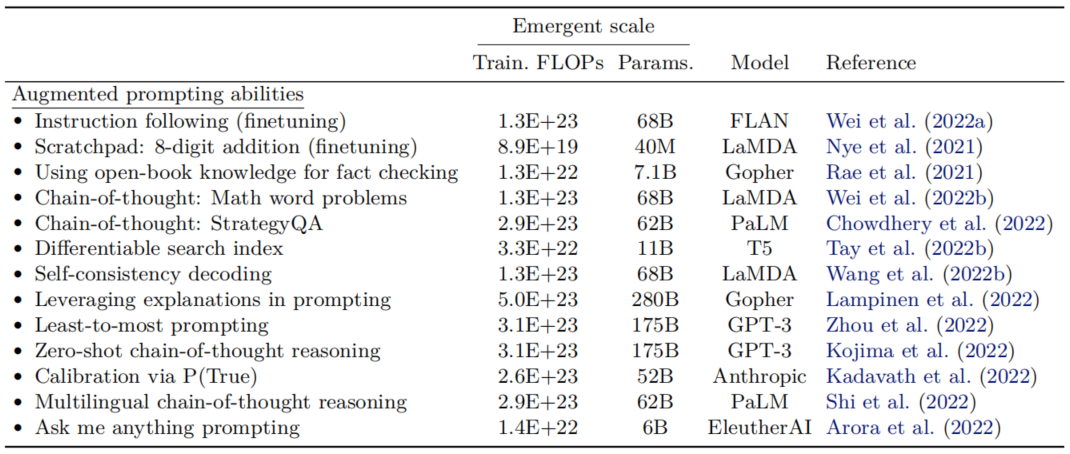 Emergent scale
Train. FLOPs Params. Model Reference
Augmented prompting abilities
• Instruction following (finetuning) 1.3E+23 68B FLAN Wei et al. (2022a)
• Scratchpad: 8-digit addition (finetuning) 8.9E+19 40M LaMDA Nye et al. (2021)
• Using open-book knowledge for fact checking 1.3E+22 7.1B Gopher Rae et al. (2021)
• Chain-of-thought: Math word problems 1.3E+23 68B LaMDA Wei et al. (2022b)
• Chain-of-thought: StrategyQA 2.9E+23 62B PaLM Chowdhery et al. (2022)
• Differentiable search index 3.3E+22 11B T5 Tay et al. (2022b)
• Self-consistency decoding 1.3E+23 68B LaMDA Wang et al. (2022b)
• Leveraging explanations in prompting 5.0E+23 280B Gopher Lampinen et al. (2022)
• Least-to-most prompting 3.1E+23 175B GPT-3 Zhou et al. (2022)
• Zero-shot chain-of-thought reasoning 3.1E+23 175B GPT-3 Kojima et al. (2022)
• Calibration via P(True) 2.6E+23 52B Anthropic Kadavath et al. (2022)
• Multilingual chain-of-thought reasoning 2.9E+23 62B PaLM Shi et al. (2022)
• Ask me anything prompting 1.4E+22 6B EleutherAI Arora et al. (2022)